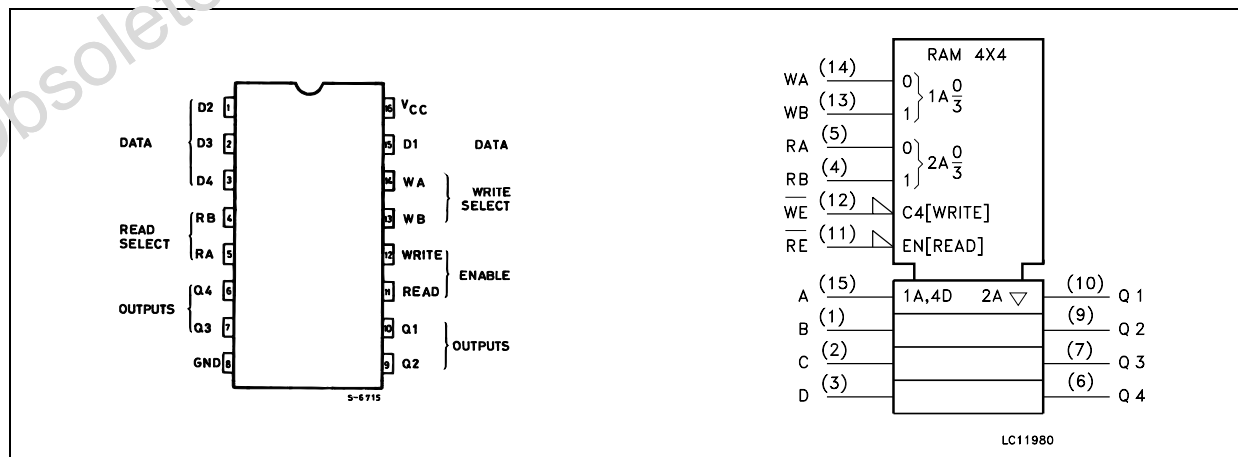 obsolete
D2 1
DATA D3 2
D4 3
READ SELECT RB 4
RA 5
OUTPUTS Q4 6
Q3 7
GND 8
16 VCC
15 D1 DATA
14 WA WRITE SELECT
13 WB
12 WRITE ENABLE
11 READ
10 Q1 OUTPUTS
9 Q2
S-6715
RAM 4X4
WA (14) 0 1A 0/3
WB (13) 1
RA (5) 0 2A 0/3
RB (4) 1
WE (12) C4[WRITE]
RE (11) EN[READ]
A (15) 1A,4D 2A ▽ (10) Q1
B (1) (9) Q2
C (2) (7) Q3
D (3) (6) Q4
LC11980